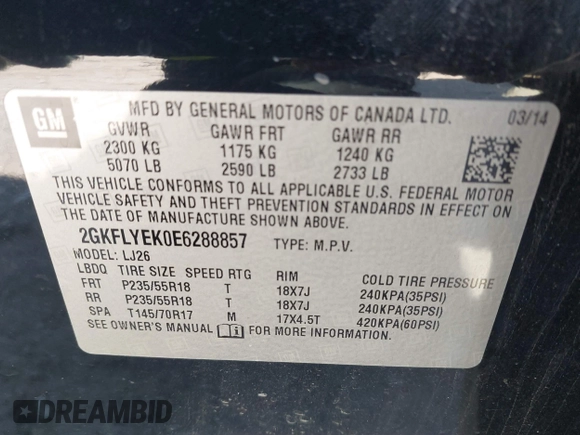 GM
MFD BY GENERAL MOTORS OF CANADA LTD. 03/14
GVWR GAWR FRT GAWR RR
2300 KG 1175 KG 1240 KG
5070 LB 2590 LB 2733 LB
THIS VEHICLE CONFORMS TO ALL APPLICABLE U.S. FEDERAL MOTOR
VEHICLE SAFETY AND THEFT PREVENTION STANDARDS IN EFFECT ON
THE DATE OF MANUFACTURE SHOWN ABOVE.
2GKFLYEK0E6288857 TYPE: M.P.V.
MODEL: LJ26
LBDQ TIRE SIZE SPEED RTG RIM COLD TIRE PRESSURE
FRT P235/55R18 T 18X7J 240KPA(35PSI)
RR P235/55R18 T 18X7J 240KPA(35PSI)
SPA T145/70R17 M 17X4.5T 420KPA(60PSI)
SEE OWNER'S MANUAL i FOR MORE INFORMATION.
DREAMBID